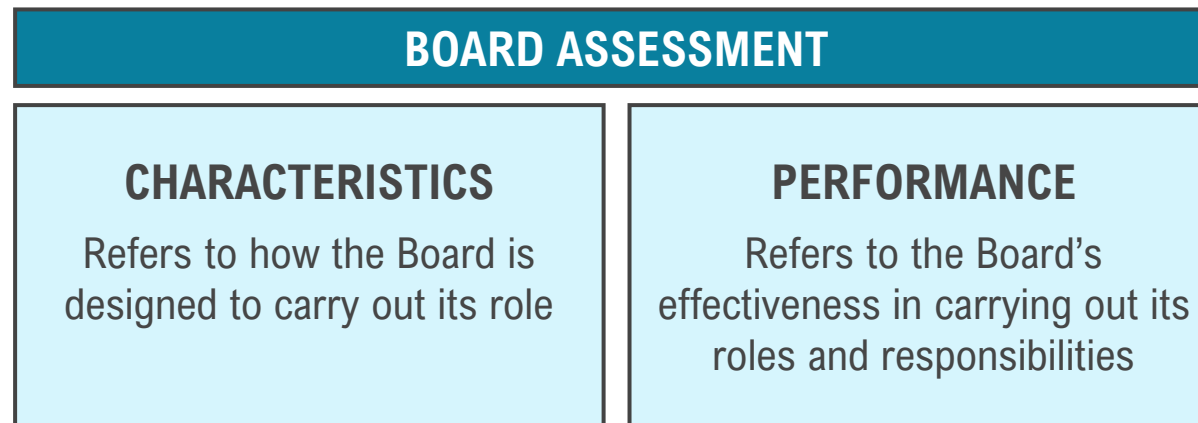 BOARD ASSESSMENT
CHARACTERISTICS
Refers to how the Board is
designed to carry out its role
PERFORMANCE
Refers to the Board’s
effectiveness in carrying out its
roles and responsibilities